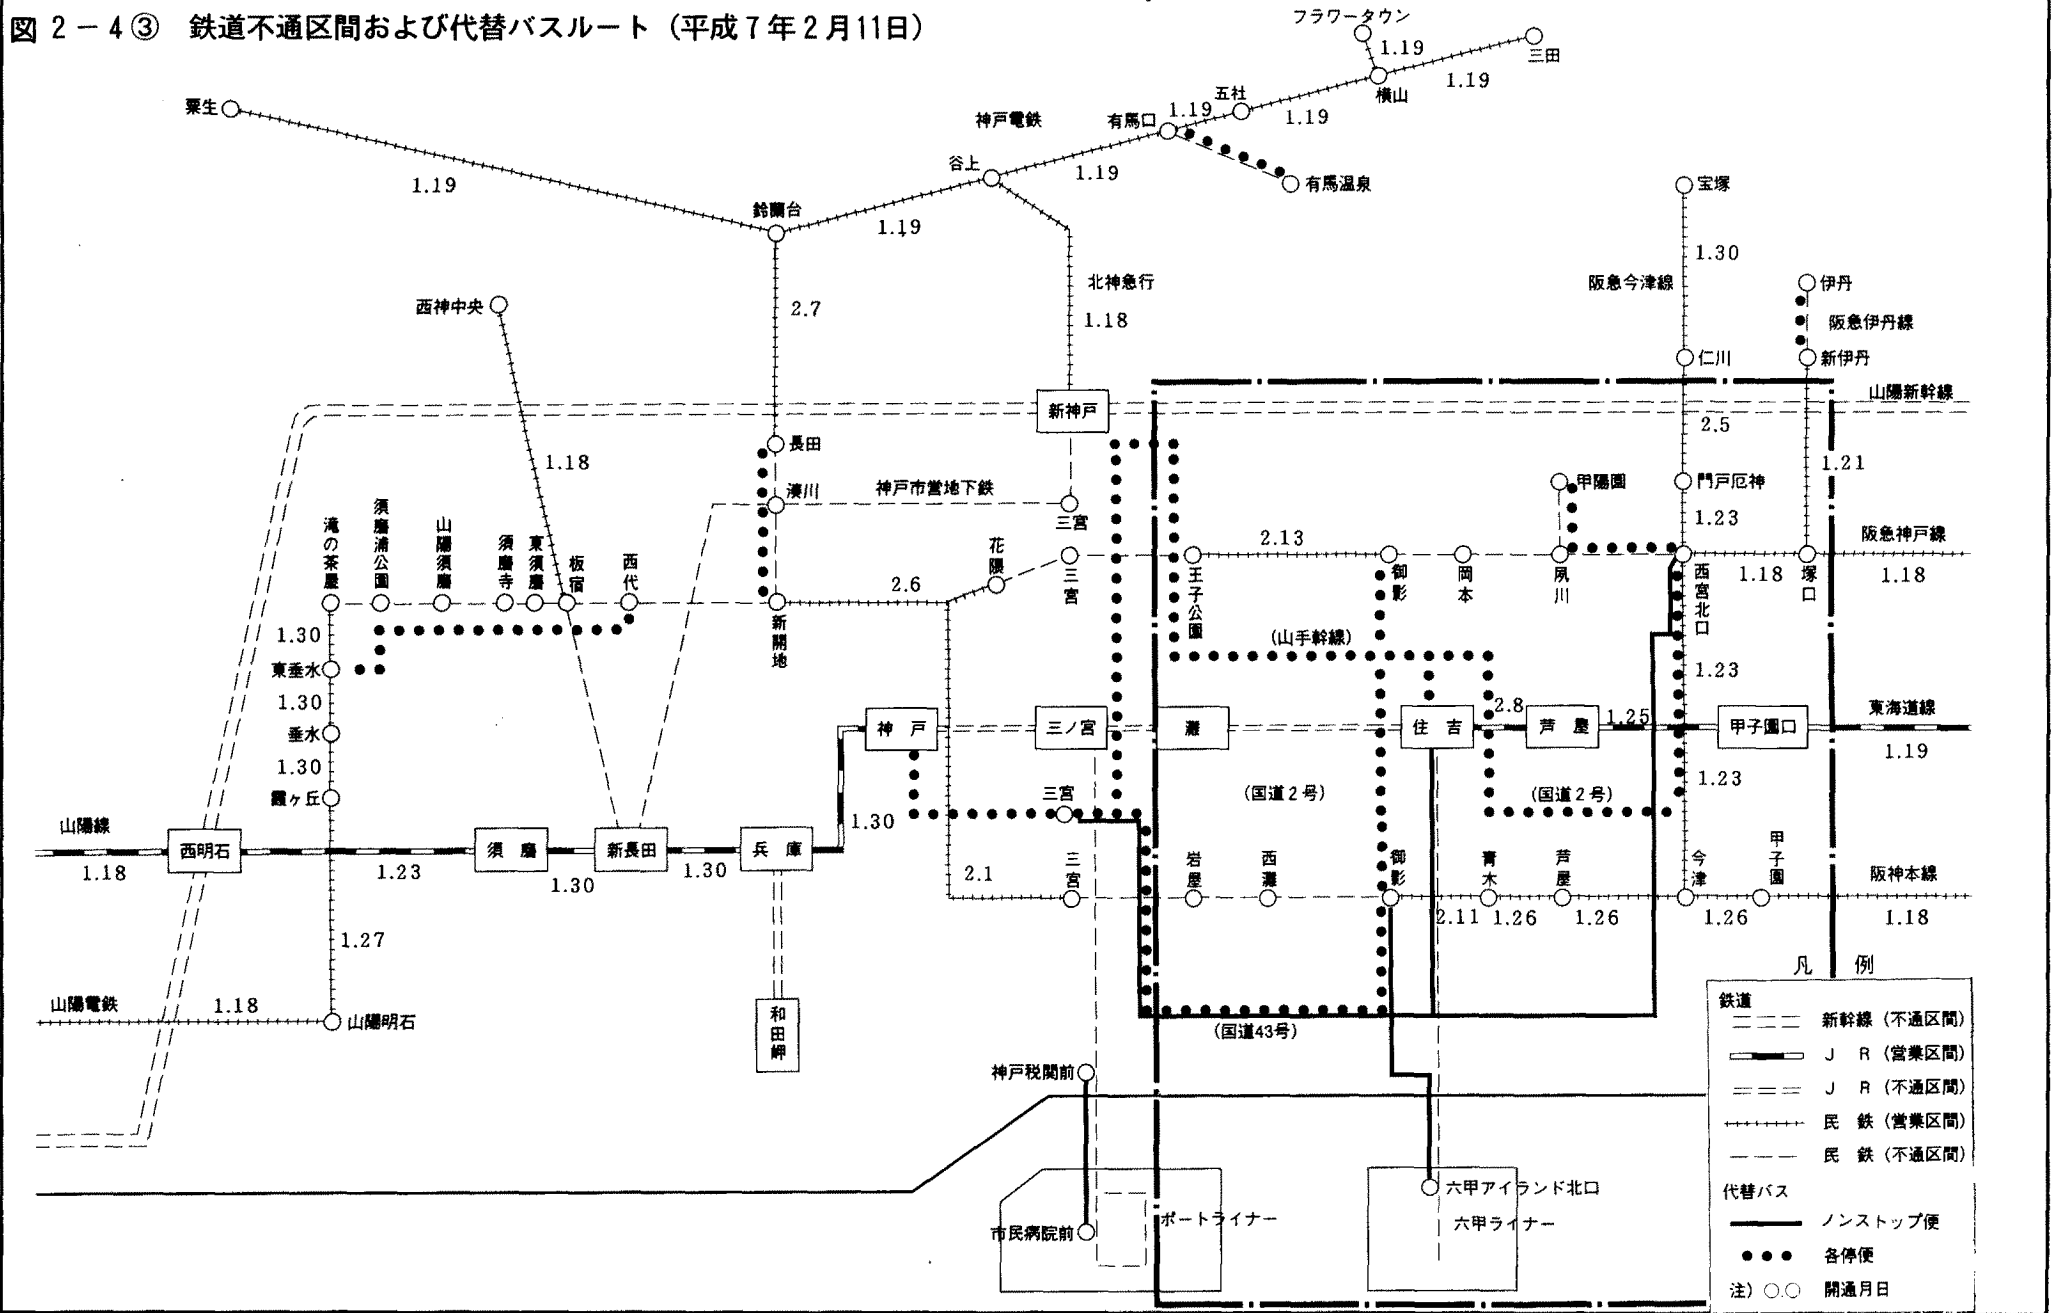 図2－4③　鉄道不通区間および代替バスルート（平成7年2月11日）
フラワータウン
1.19
三田
1.19
横山
五社
1.19
1.19
神戸電鉄
有馬口
粟生
谷上
1.19
有馬温泉
1.19
宝塚
鈴蘭台
1.19
1.30
北神急行
阪急今津線
伊丹
西神中央
2.7
1.18
阪急伊丹線
仁川
新伊丹
山陽新幹線
新神戸
2.5
長田
1.18
1.21
神戸市営地下鉄
湊川
甲陽園
門戸厄神
三宮
1.23
滝の茶屋
須磨浦公園
山陽須磨
須磨寺
東須磨
板宿
西代
花隈
2.13
阪急神戸線
2.6
三宮
王子公園
御影
岡本
夙川
西宮北口
1.18
塚口
1.18
1.30
新開地
（山手幹線）
東垂水
1.23
1.30
神戸
三ノ宮
灘
住吉
2.8
芦屋
1.25
甲子園口
東海道線
垂水
1.19
1.30
1.23
三宮
（国道2号）
（国道2号）
霞ヶ丘
山陽線
1.30
西明石
須磨
新長田
兵庫
1.18
1.23
1.30
1.30
2.1
三宮
岩屋
西灘
御影
青木
芦屋
今津
甲子園
阪神本線
2.11
1.26
1.26
1.26
1.18
1.27
凡例
山陽電鉄
1.18
山陽明石
和田岬
（国道43号）
鉄道
新幹線（不通区間）
ＪＲ（営業区間）
ＪＲ（不通区間）
民鉄（営業区間）
民鉄（不通区間）
神戸税関前
代替バス
六甲アイランド北口
ノンストップ便
ポートライナー
六甲ライナー
市民病院前
各停便
注）○.○　開通月日